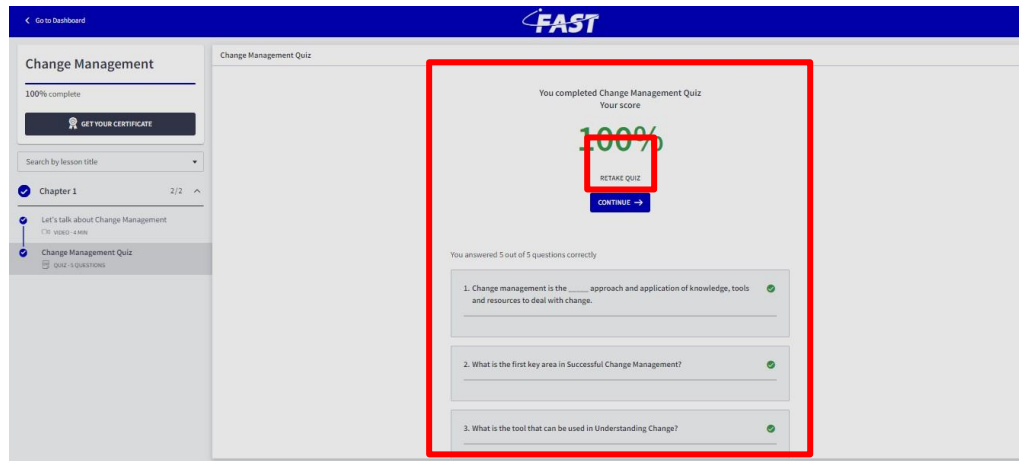 Go to Dashboard
FAST
Change Management
100% complete
GET YOUR CERTIFICATE
Search by lesson title
Chapter 1 2/2
Let's talk about Change Management
VIDEO - 4 MIN
Change Management Quiz
QUIZ - 5 QUESTIONS
Change Management Quiz
You completed Change Management Quiz
Your score
100%
RETAKE QUIZ
CONTINUE →
You answered 5 out of 5 questions correctly
1. Change management is the _____ approach and application of knowledge, tools
and resources to deal with change.
2. What is the first key area in Successful Change Management?
3. What is the tool that can be used in Understanding Change?